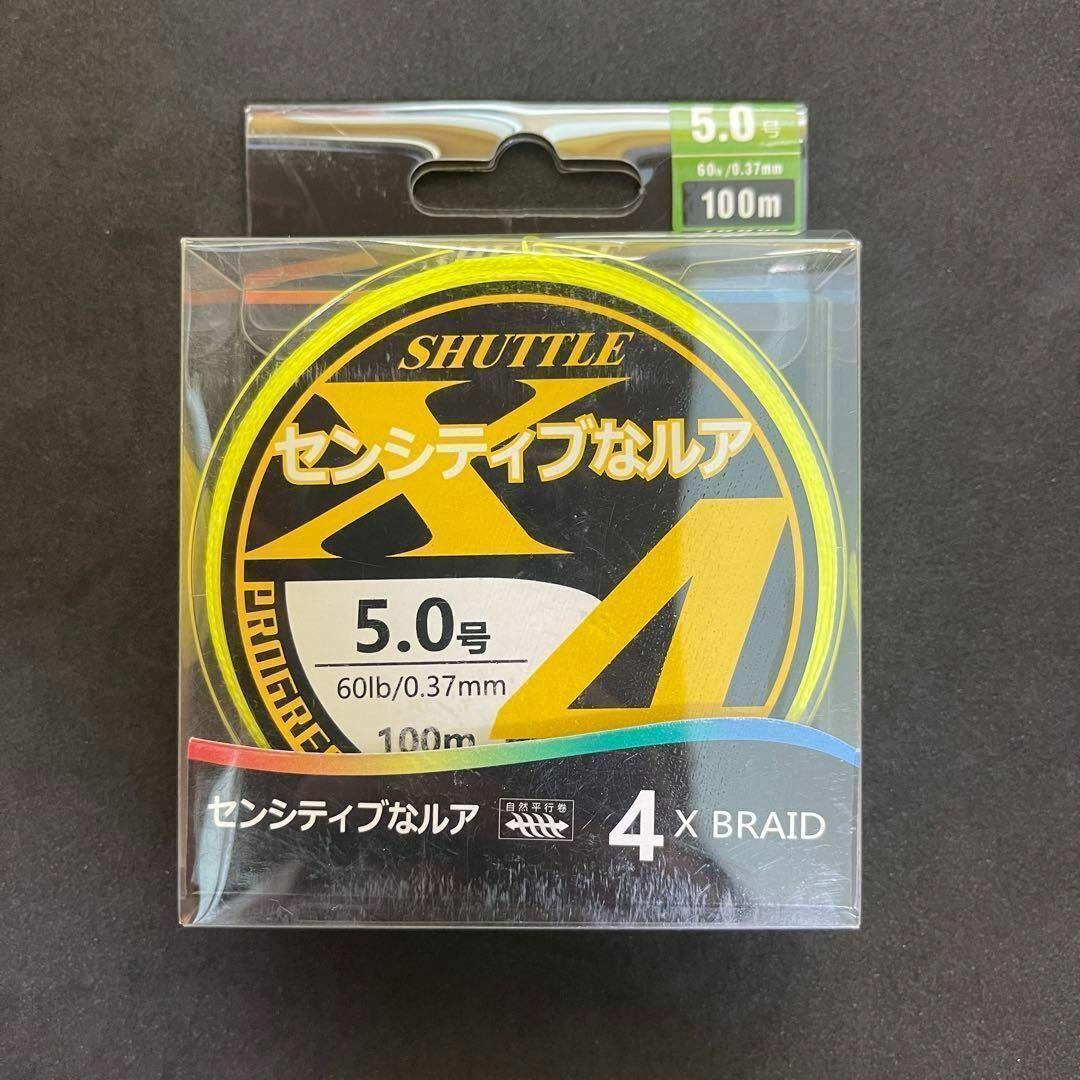 5.0号
60lb/0.37mm
100m
SHUTTLE
X
センシティブなルア
4
PROGRE
5.0号
60lb/0.37mm
100m
センシティブなルア
自然平行巻
4 X BRAID